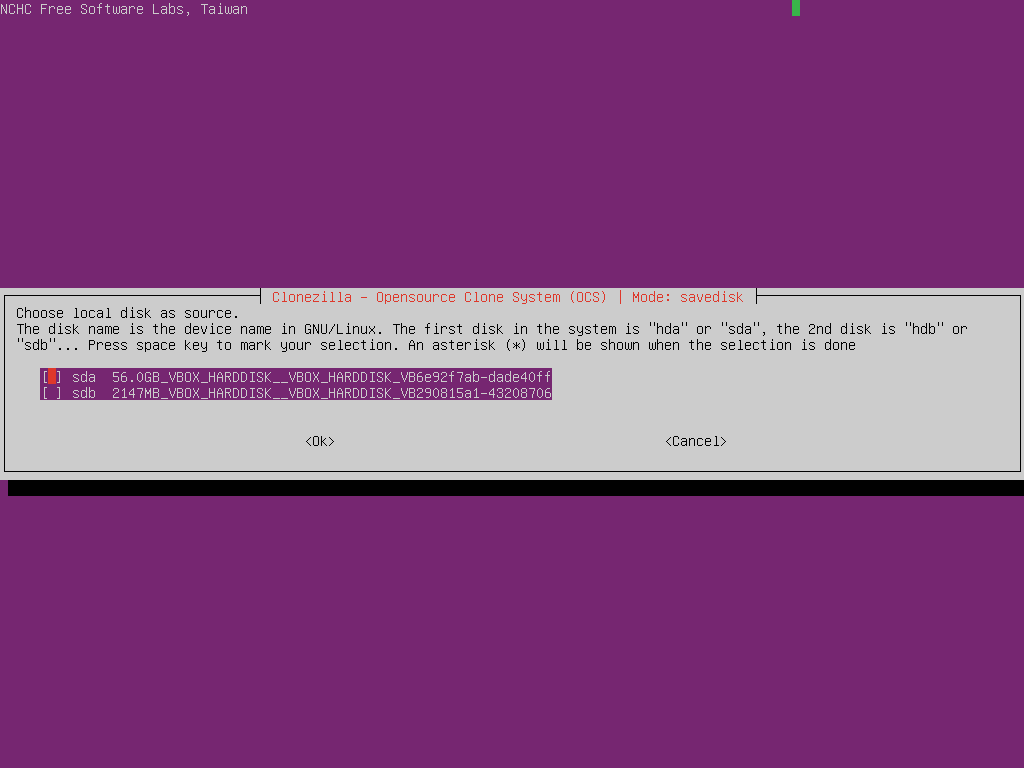 NCHC Free Software Labs, Taiwan
Clonezilla - Opensource Clone System (OCS) | Mode: savedisk
Choose local disk as source.
The disk name is the device name in GNU/Linux. The first disk in the system is "hda" or "sda", the 2nd disk is "hdb" or
"sdb"... Press space key to mark your selection. An asterisk (*) will be shown when the selection is done
[ ] sda  56.0GB_VBOX_HARDDISK__VBOX_HARDDISK_VB6e92f7ab-dade40ff
[ ] sdb  2147MB_VBOX_HARDDISK__VBOX_HARDDISK_VB290815a1-43208706
<Ok> <Cancel>